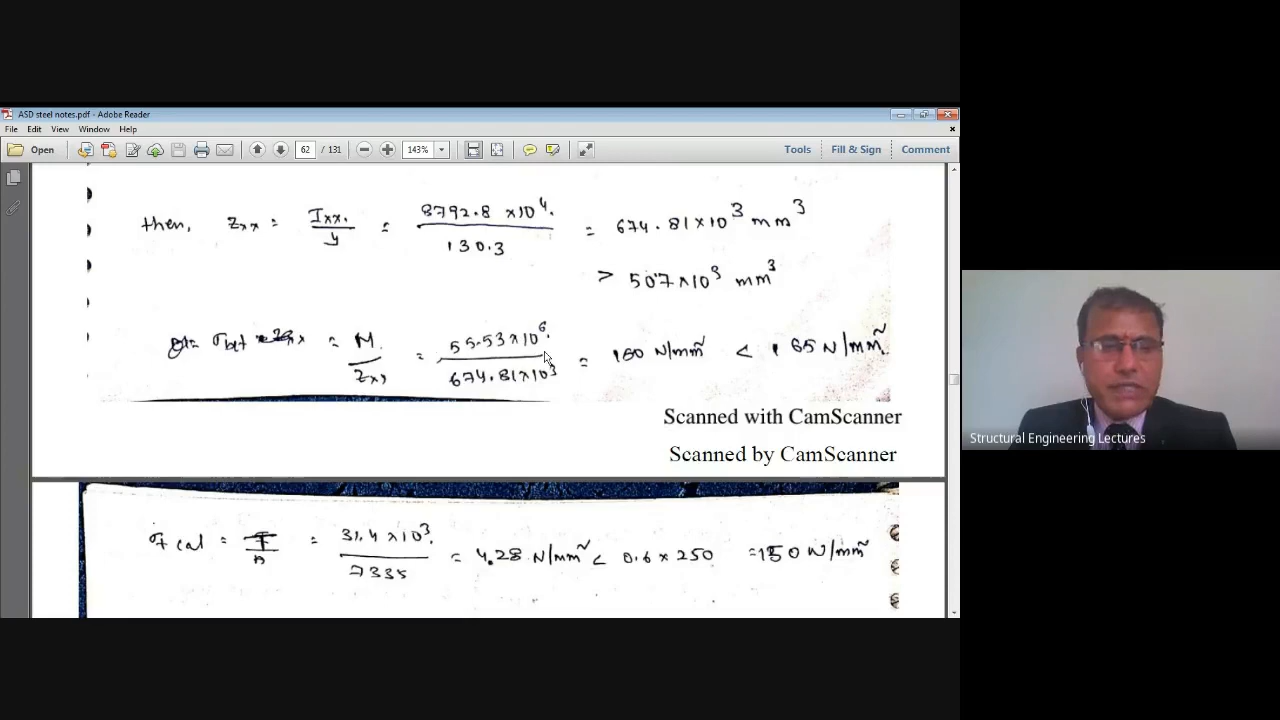 ASD steel notes.pdf - Adobe Reader
File Edit View Window Help
Open 62 / 131 143% Tools Fill & Sign Comment
then, Zxx = Ixx. / y = 8792.8 ×10⁴. / 130.3 = 674.81×10³ mm³
> 507×10³ mm³
σbt = M. / Zxx = 55.53×10⁶. / 674.81×10³ = 160 N/mm² < 165 N/mm²
Scanned with CamScanner
Scanned by CamScanner
σt cal = T / A = 31.4×10³. / 7335 = 4.28 N/mm² < 0.6×250 =150 N/mm²
Structural Engineering Lectures